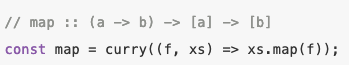 // map :: (a -> b) -> [a] -> [b]
const map = curry((f, xs) => xs.map(f));